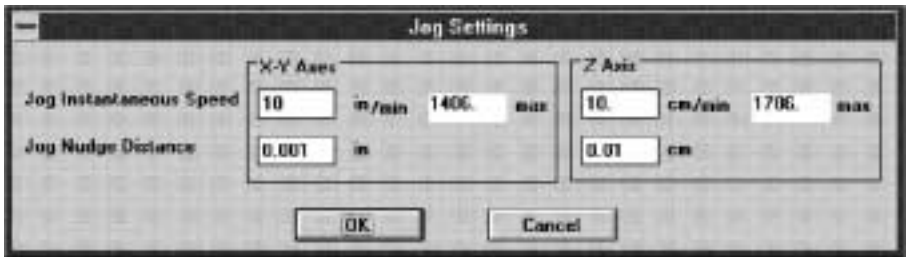 Jog Settings
X-Y Axes Z Axis
Jog Instantaneous Speed 10 in/min 1406. max 10. cm/min 1786. max
Jog Nudge Distance 0.001 in 0.01 cm
OK Cancel